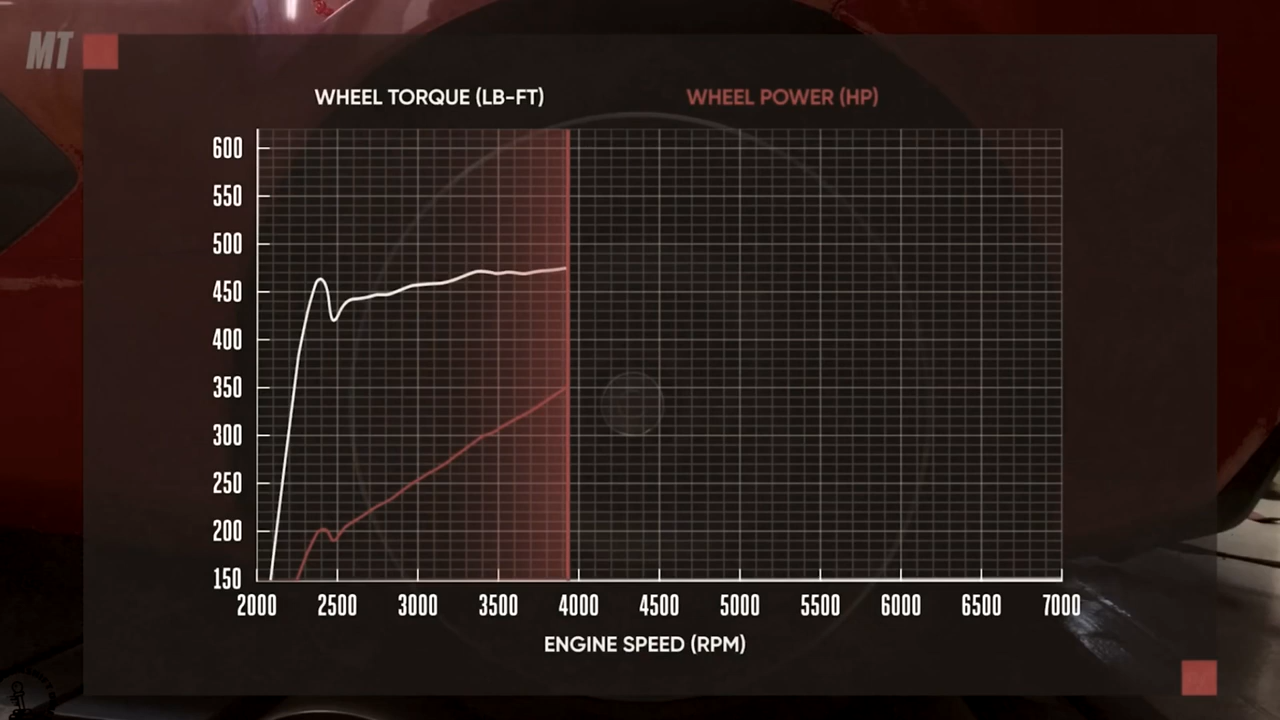 MT
WHEEL TORQUE (LB-FT) WHEEL POWER (HP)
600
550
500
450
400
350
300
250
200
150
2000 2500 3000 3500 4000 4500 5000 5500 6000 6500 7000
ENGINE SPEED (RPM)